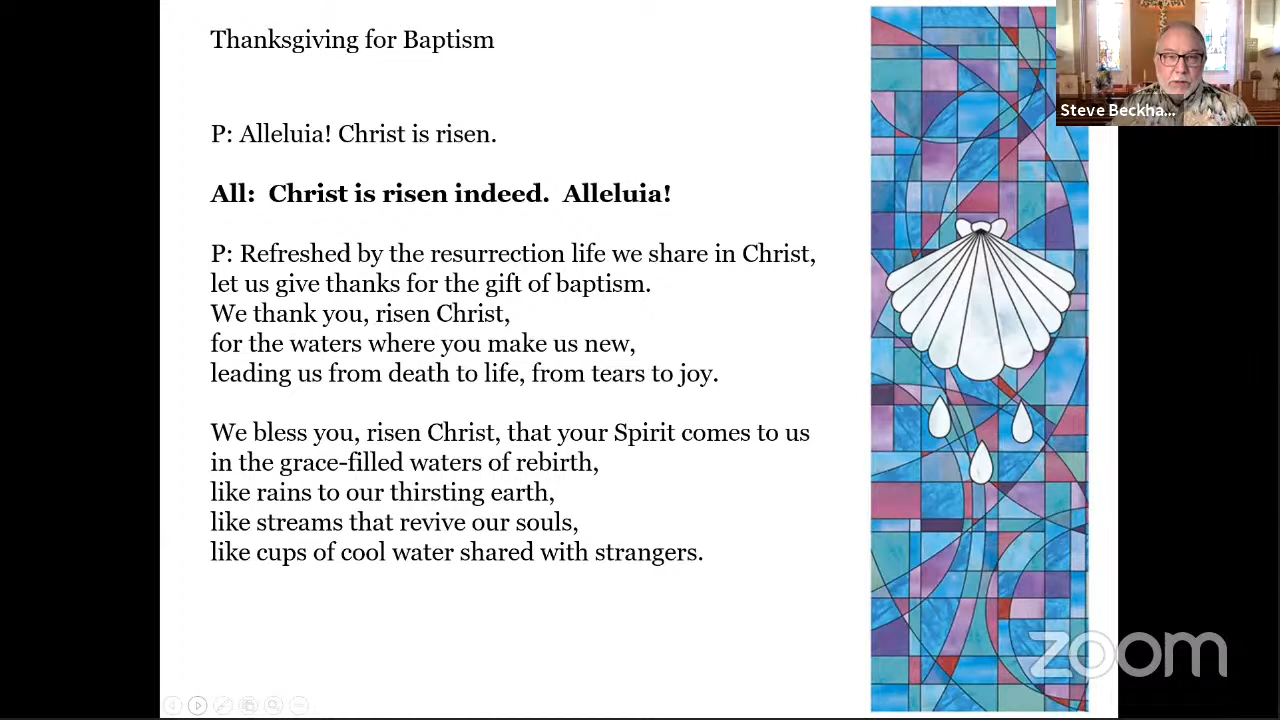 Thanksgiving for Baptism
P: Alleluia! Christ is risen.
All:  Christ is risen indeed.  Alleluia!
P: Refreshed by the resurrection life we share in Christ,
let us give thanks for the gift of baptism.
We thank you, risen Christ,
for the waters where you make us new,
leading us from death to life, from tears to joy.
We bless you, risen Christ, that your Spirit comes to us
in the grace-filled waters of rebirth,
like rains to our thirsting earth,
like streams that revive our souls,
like cups of cool water shared with strangers.
Steve Beckha...
zoom